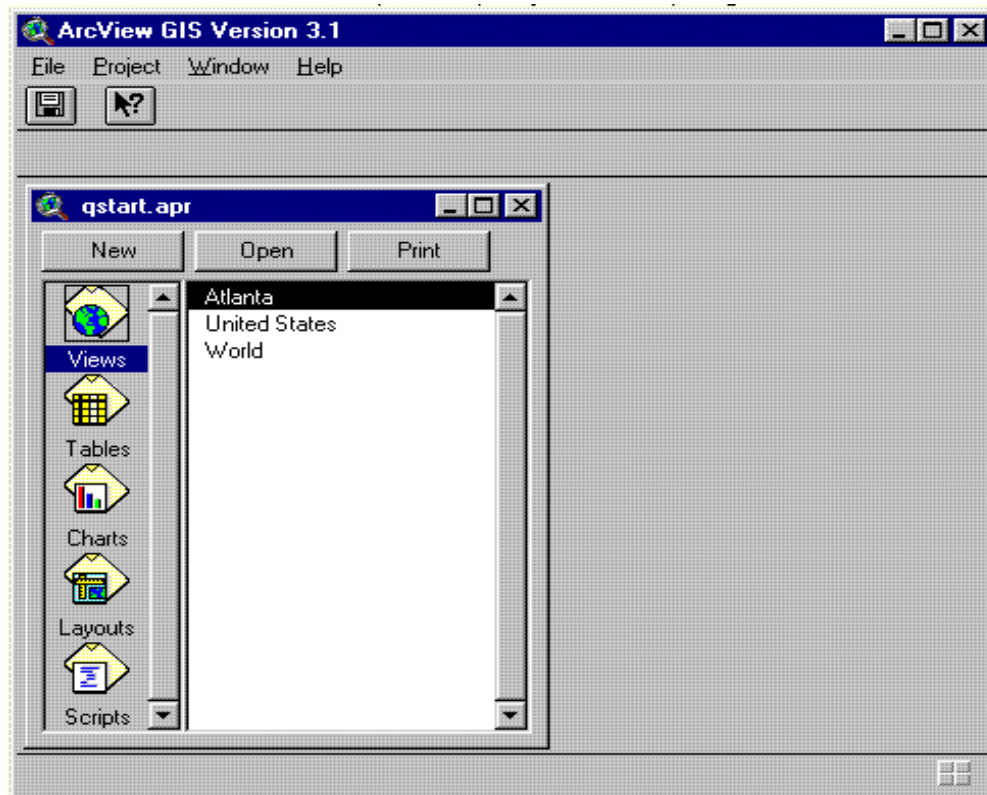 ArcView GIS Version 3.1
File Project Window Help
qstart.apr
New Open Print
Atlanta
United States
World
Views
Tables
Charts
Layouts
Scripts